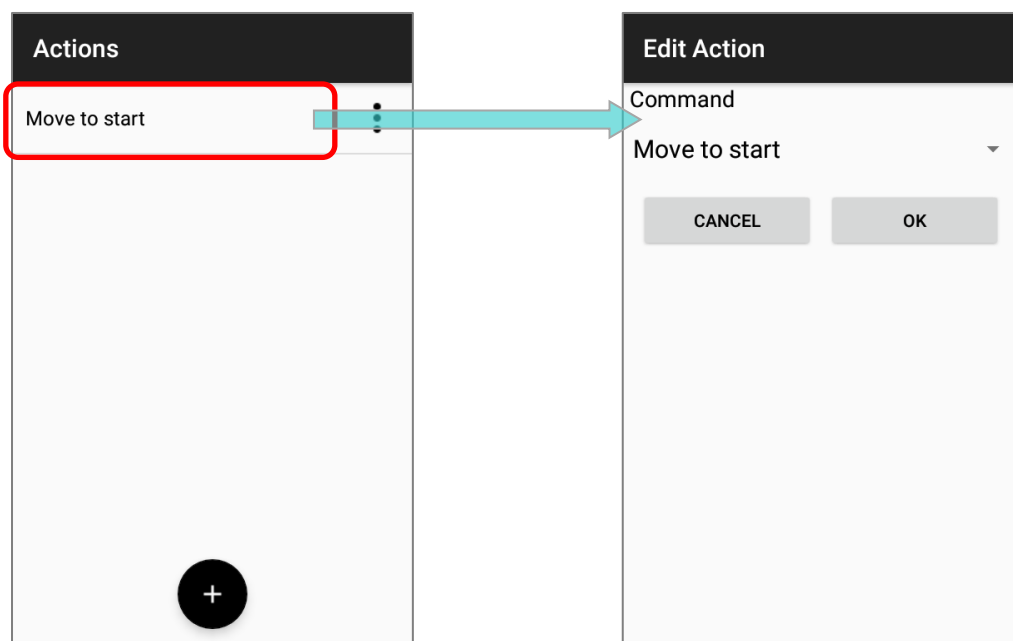 Actions
Move to start
Edit Action
Command
Move to start
CANCEL
OK